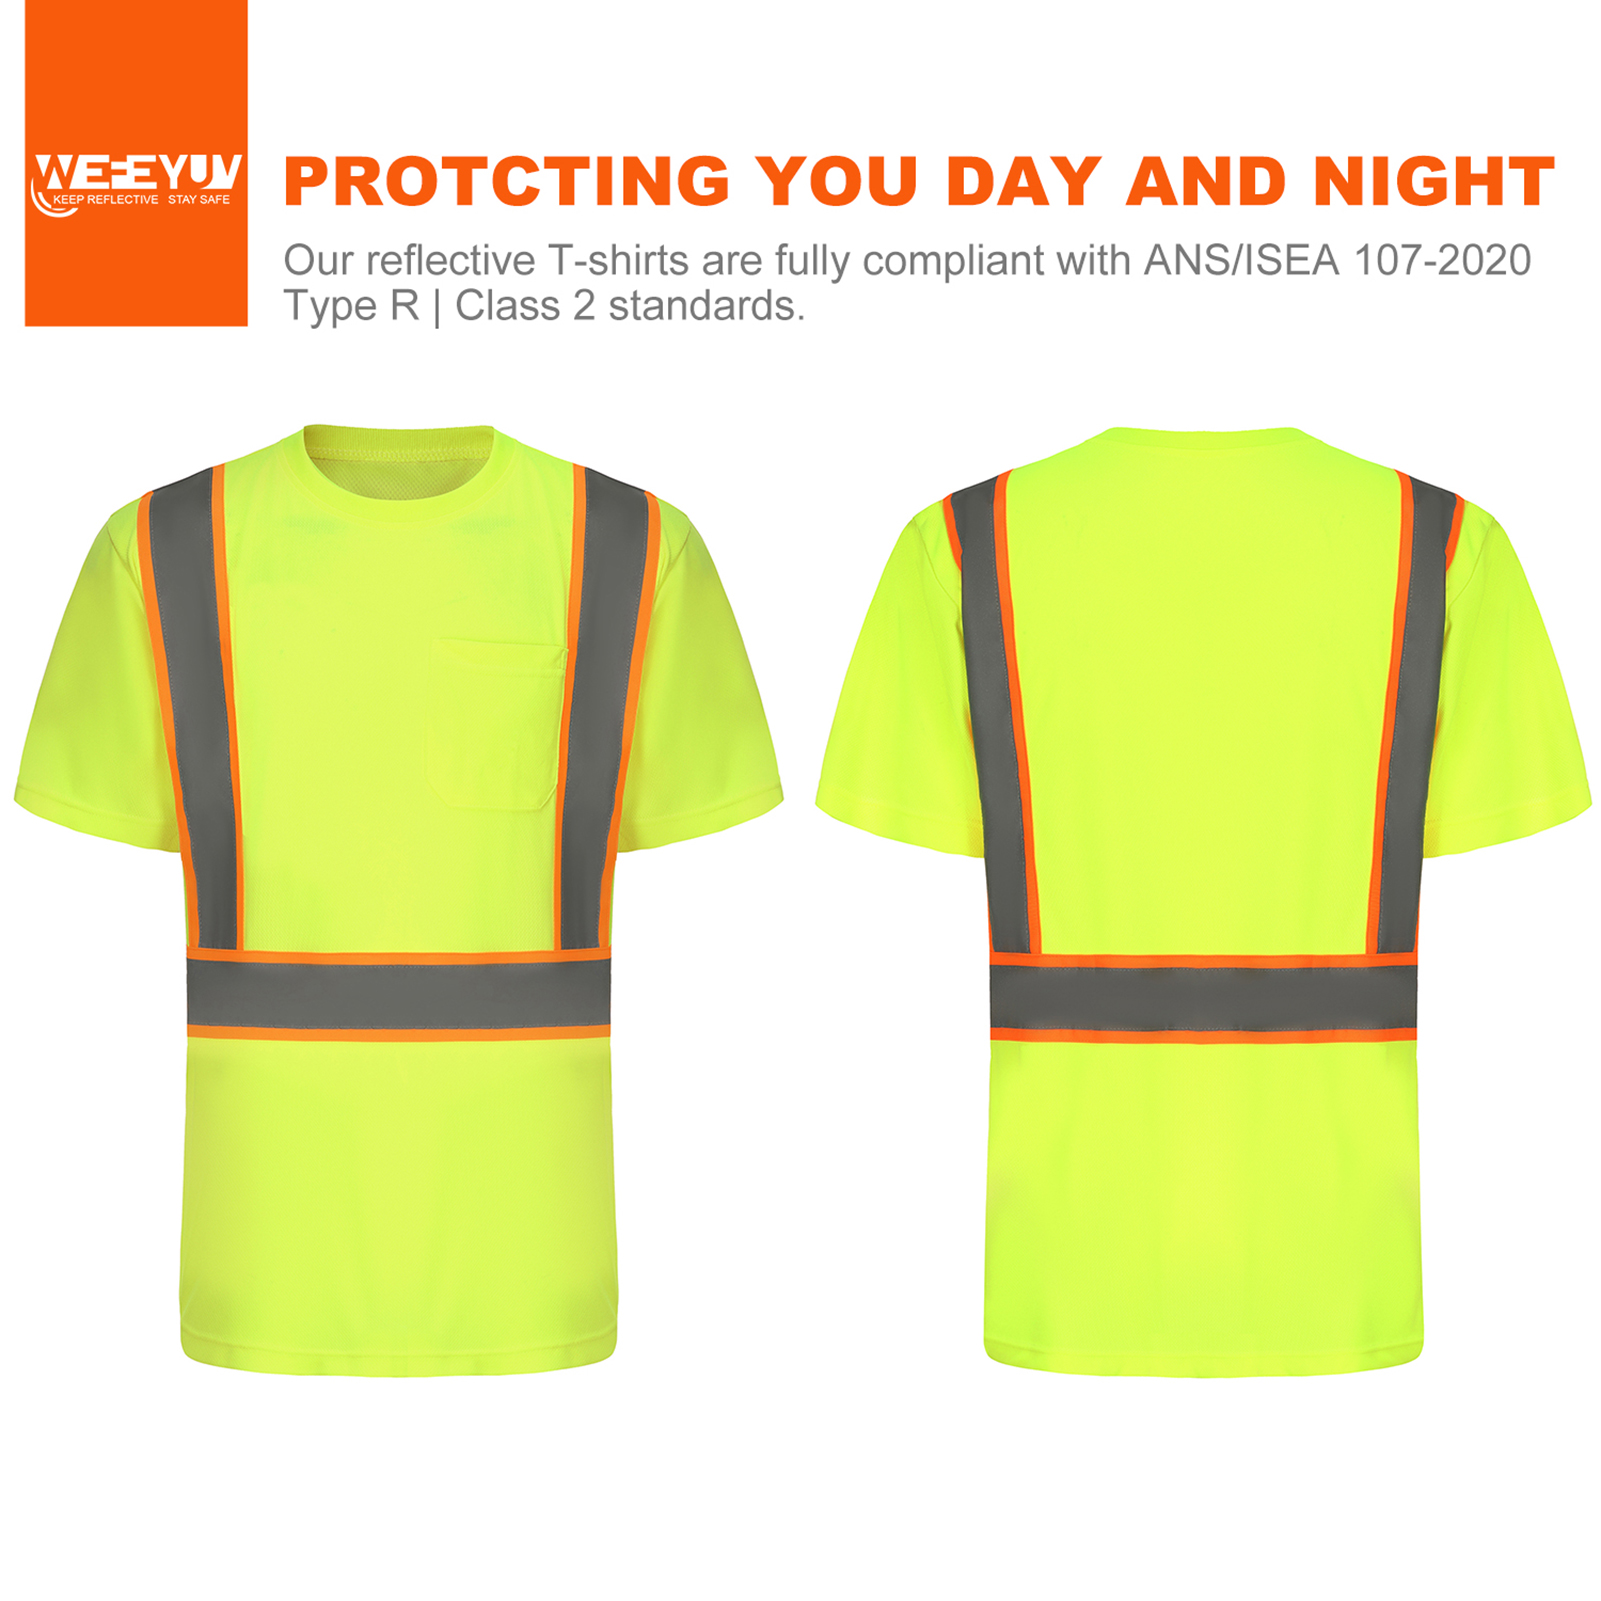 WEFEYUV
KEEP REFLECTIVE STAY SAFE
PROTCTING YOU DAY AND NIGHT
Our reflective T-shirts are fully compliant with ANS/ISEA 107-2020
Type R | Class 2 standards.